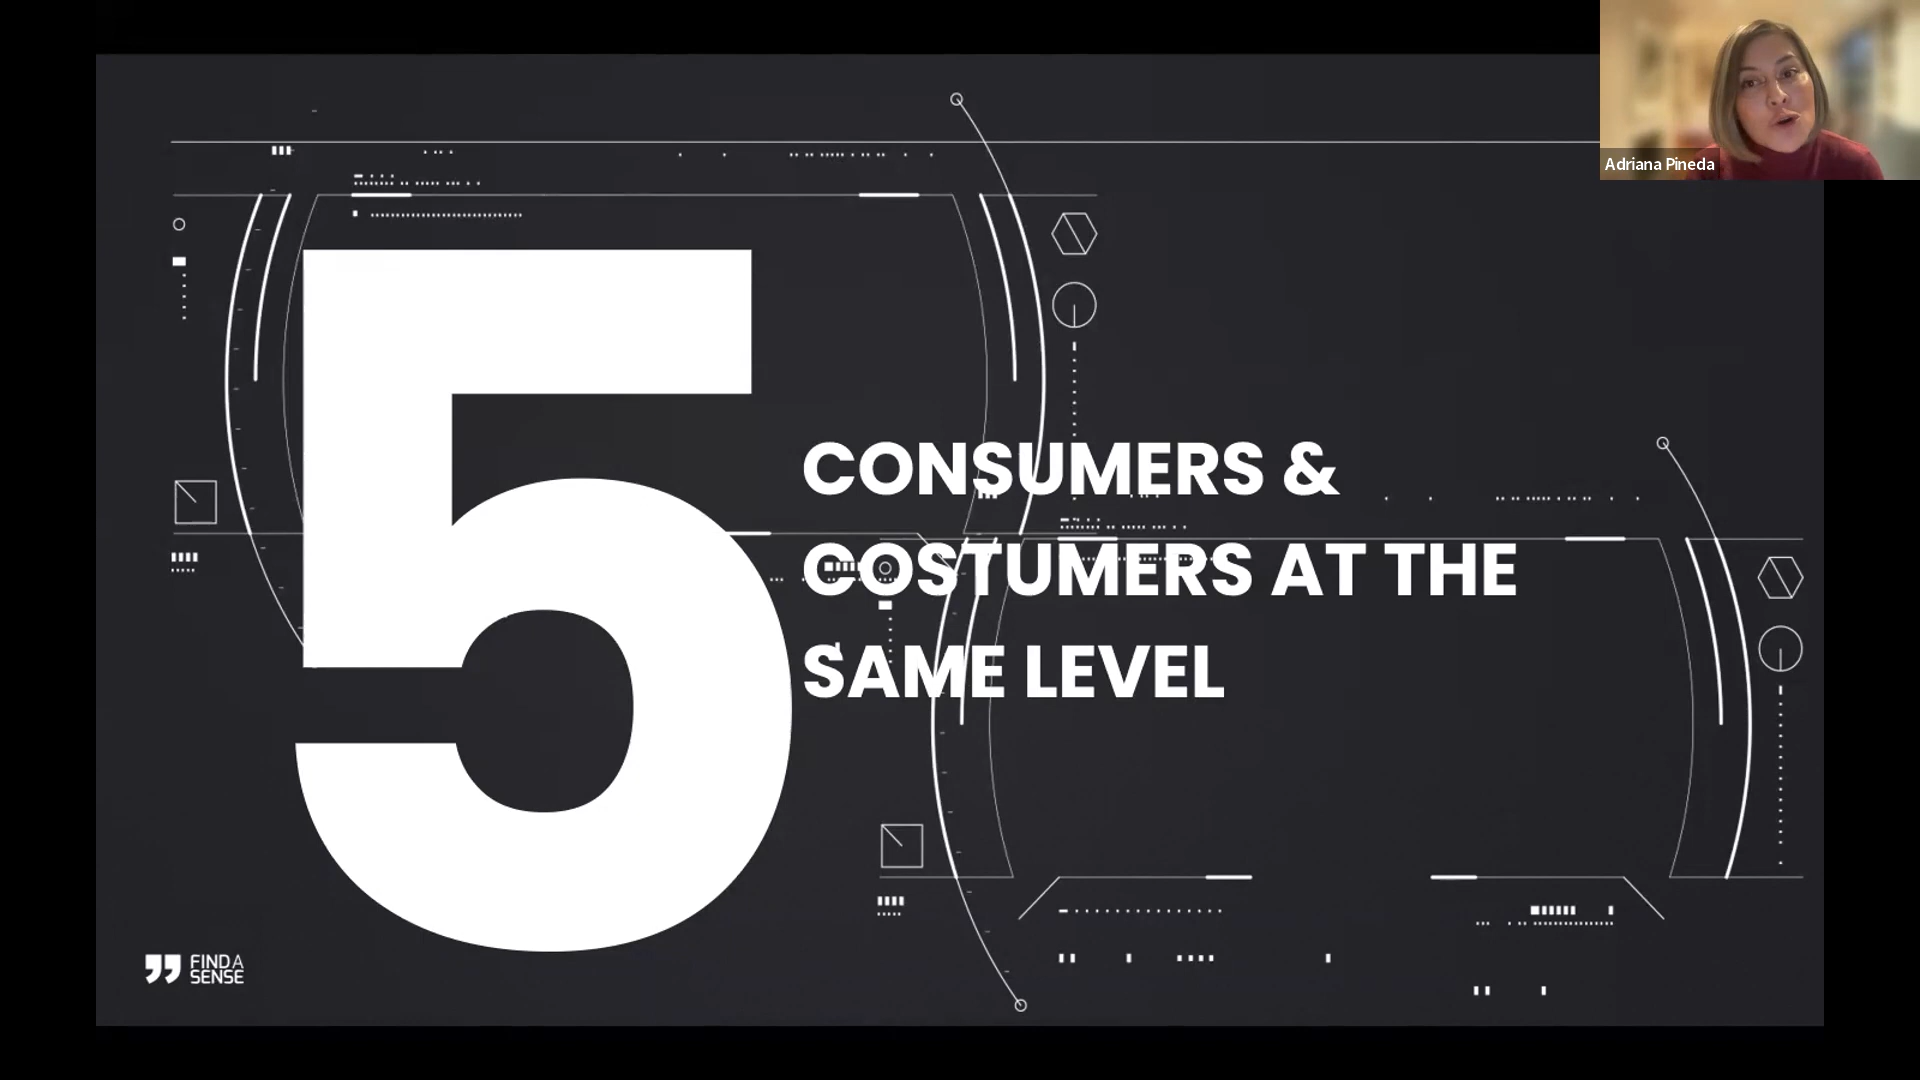 Adriana Pineda
5
CONSUMERS &
COSTUMERS AT THE
SAME LEVEL
FIND A
SENSE